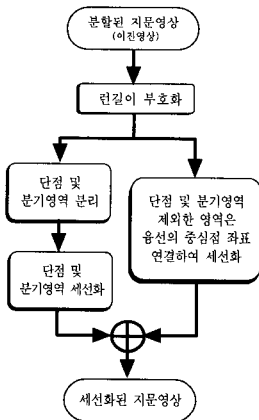 분할된 지문영상
(이진영상)
런길이 부호화
단점 및
분기영역 분리
단점 및
분기영역 세선화
단점 및 분기영역
제외한 영역은
융선의 중심점 좌표
연결하여 세선화
세선화된 지문영상